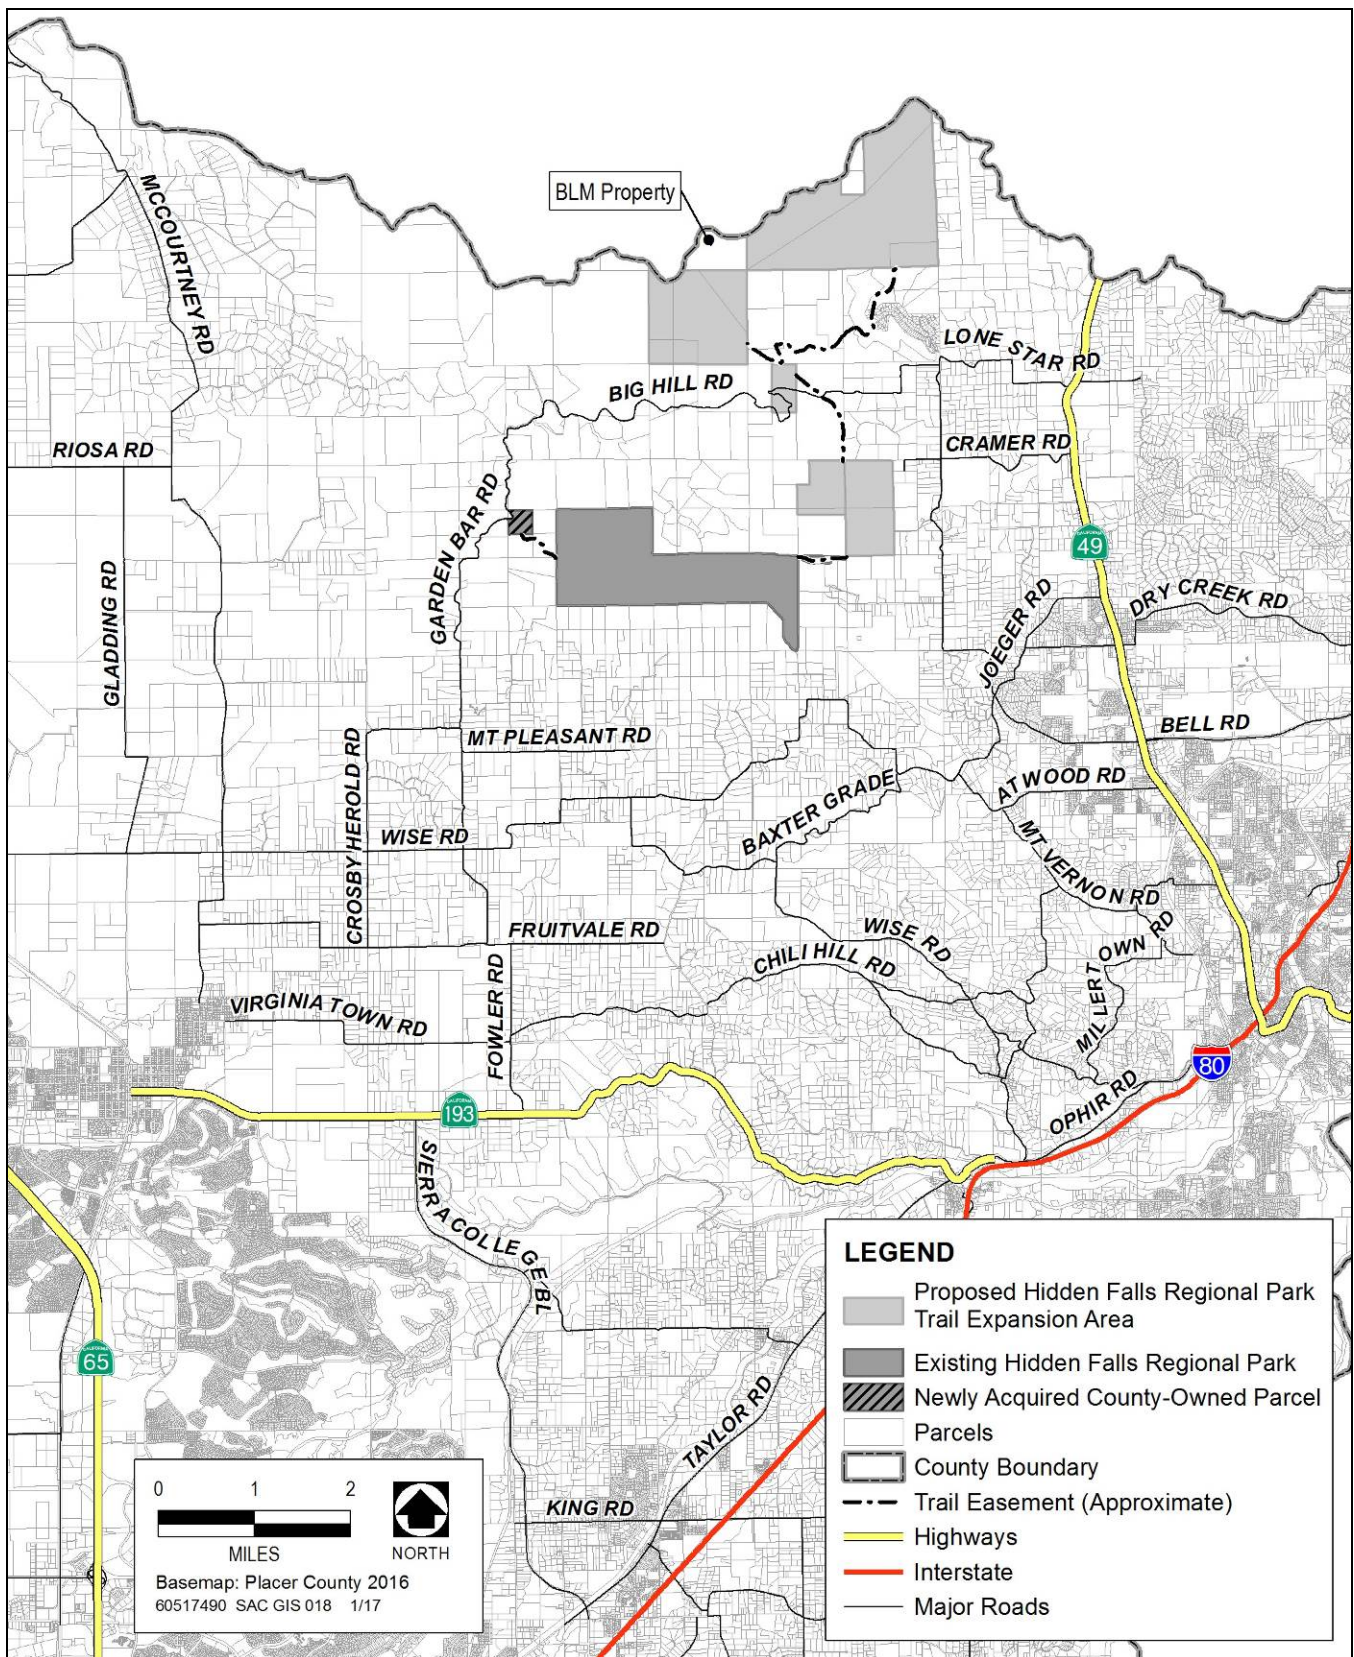 BLM Property
MCCOURTNEY RD
LONE STAR RD
BIG HILL RD
RIOSA RD
CRAMER RD
GARDEN BAR RD
CALIFORNIA
49
GLADDING RD
JOEGER RD
DRY CREEK RD
BELL RD
MT PLEASANT RD
CROSBY HEROLD RD
ATWOOD RD
BAXTER GRADE
WISE RD
MT VERNON RD
FRUITVALE RD
WISE RD
MILLERTOWN RD
CHILI HILL RD
VIRGINIA TOWN RD
FOWLER RD
80
OPHIR RD
CALIFORNIA
193
SIERRA COLLEGE BL
CALIFORNIA
65
TAYLOR RD
KING RD
LEGEND
Proposed Hidden Falls Regional Park
Trail Expansion Area
Existing Hidden Falls Regional Park
Newly Acquired County-Owned Parcel
Parcels
County Boundary
Trail Easement (Approximate)
Highways
Interstate
Major Roads
0 1 2
MILES
NORTH
Basemap: Placer County 2016
60517490 SAC GIS 018 1/17